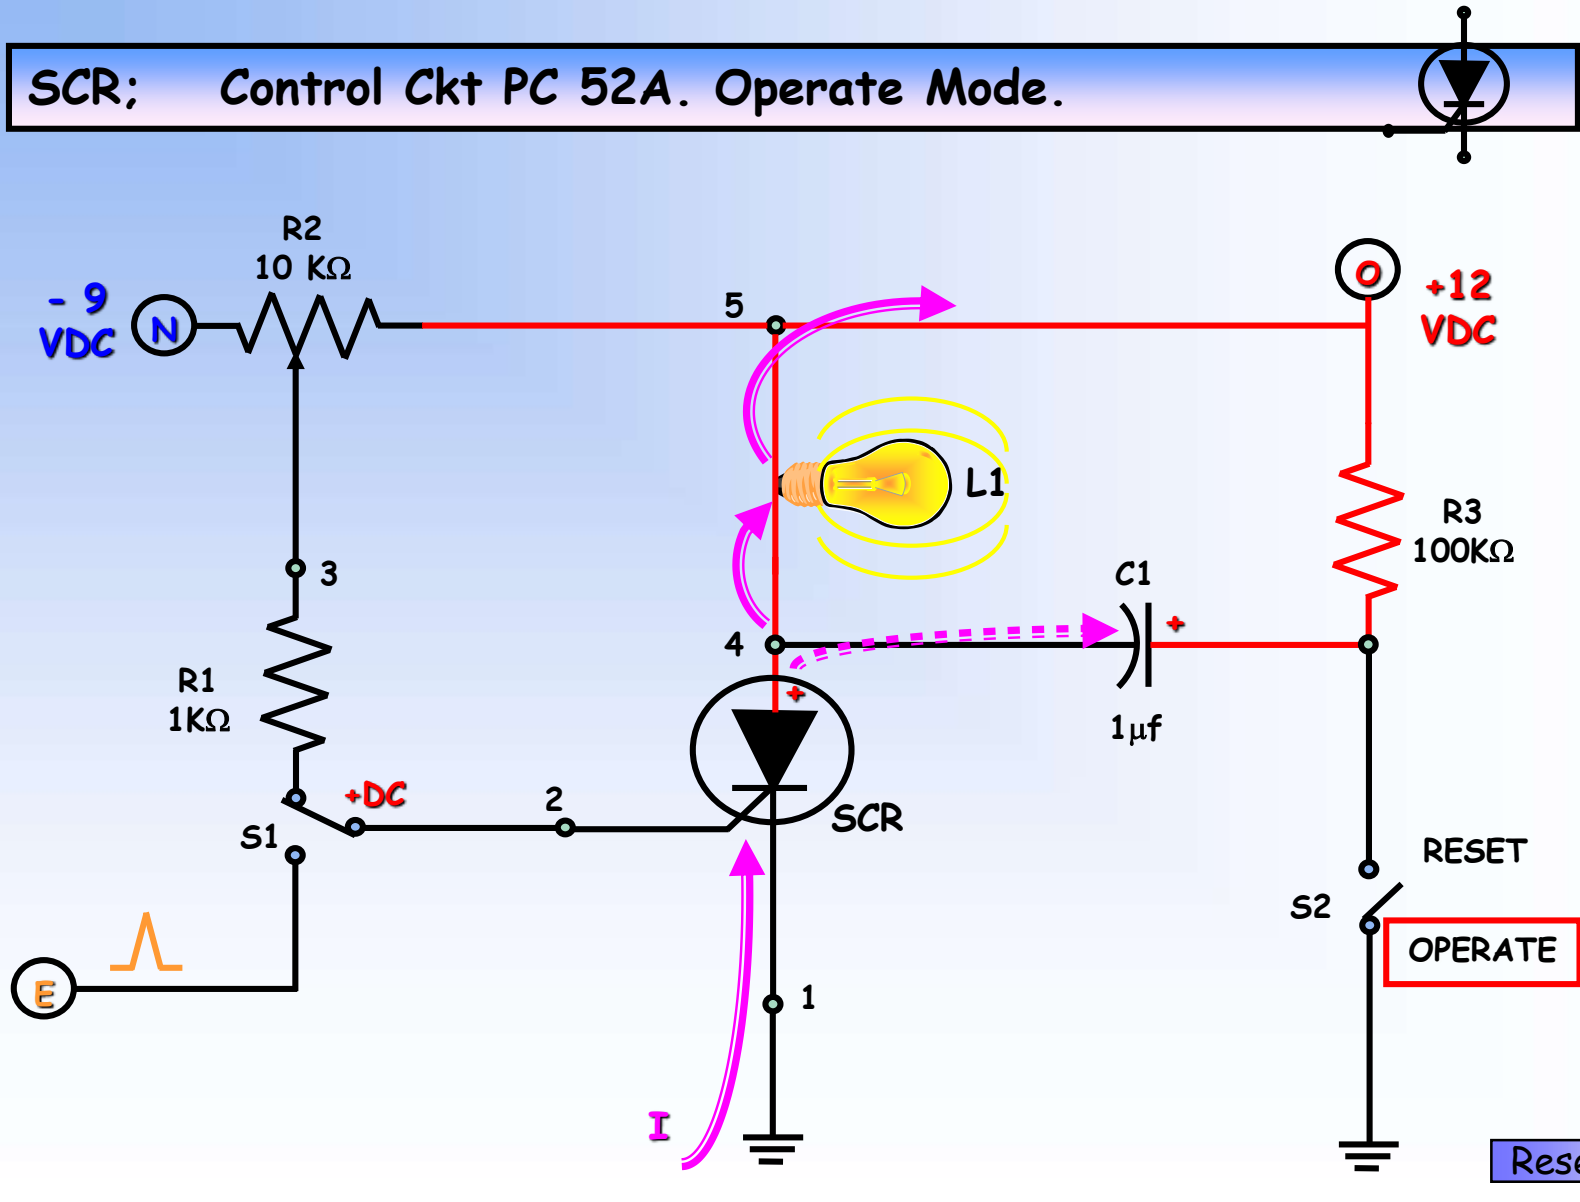 SCR; Control Ckt PC 52A. Operate Mode.
R2
10 KΩ
- 9
VDC
N
5
O
+12
VDC
L1
R3
100KΩ
3
C1
+
4
+
R1
1KΩ
1µf
+DC
2
S1
SCR
RESET
S2
OPERATE
E
1
I